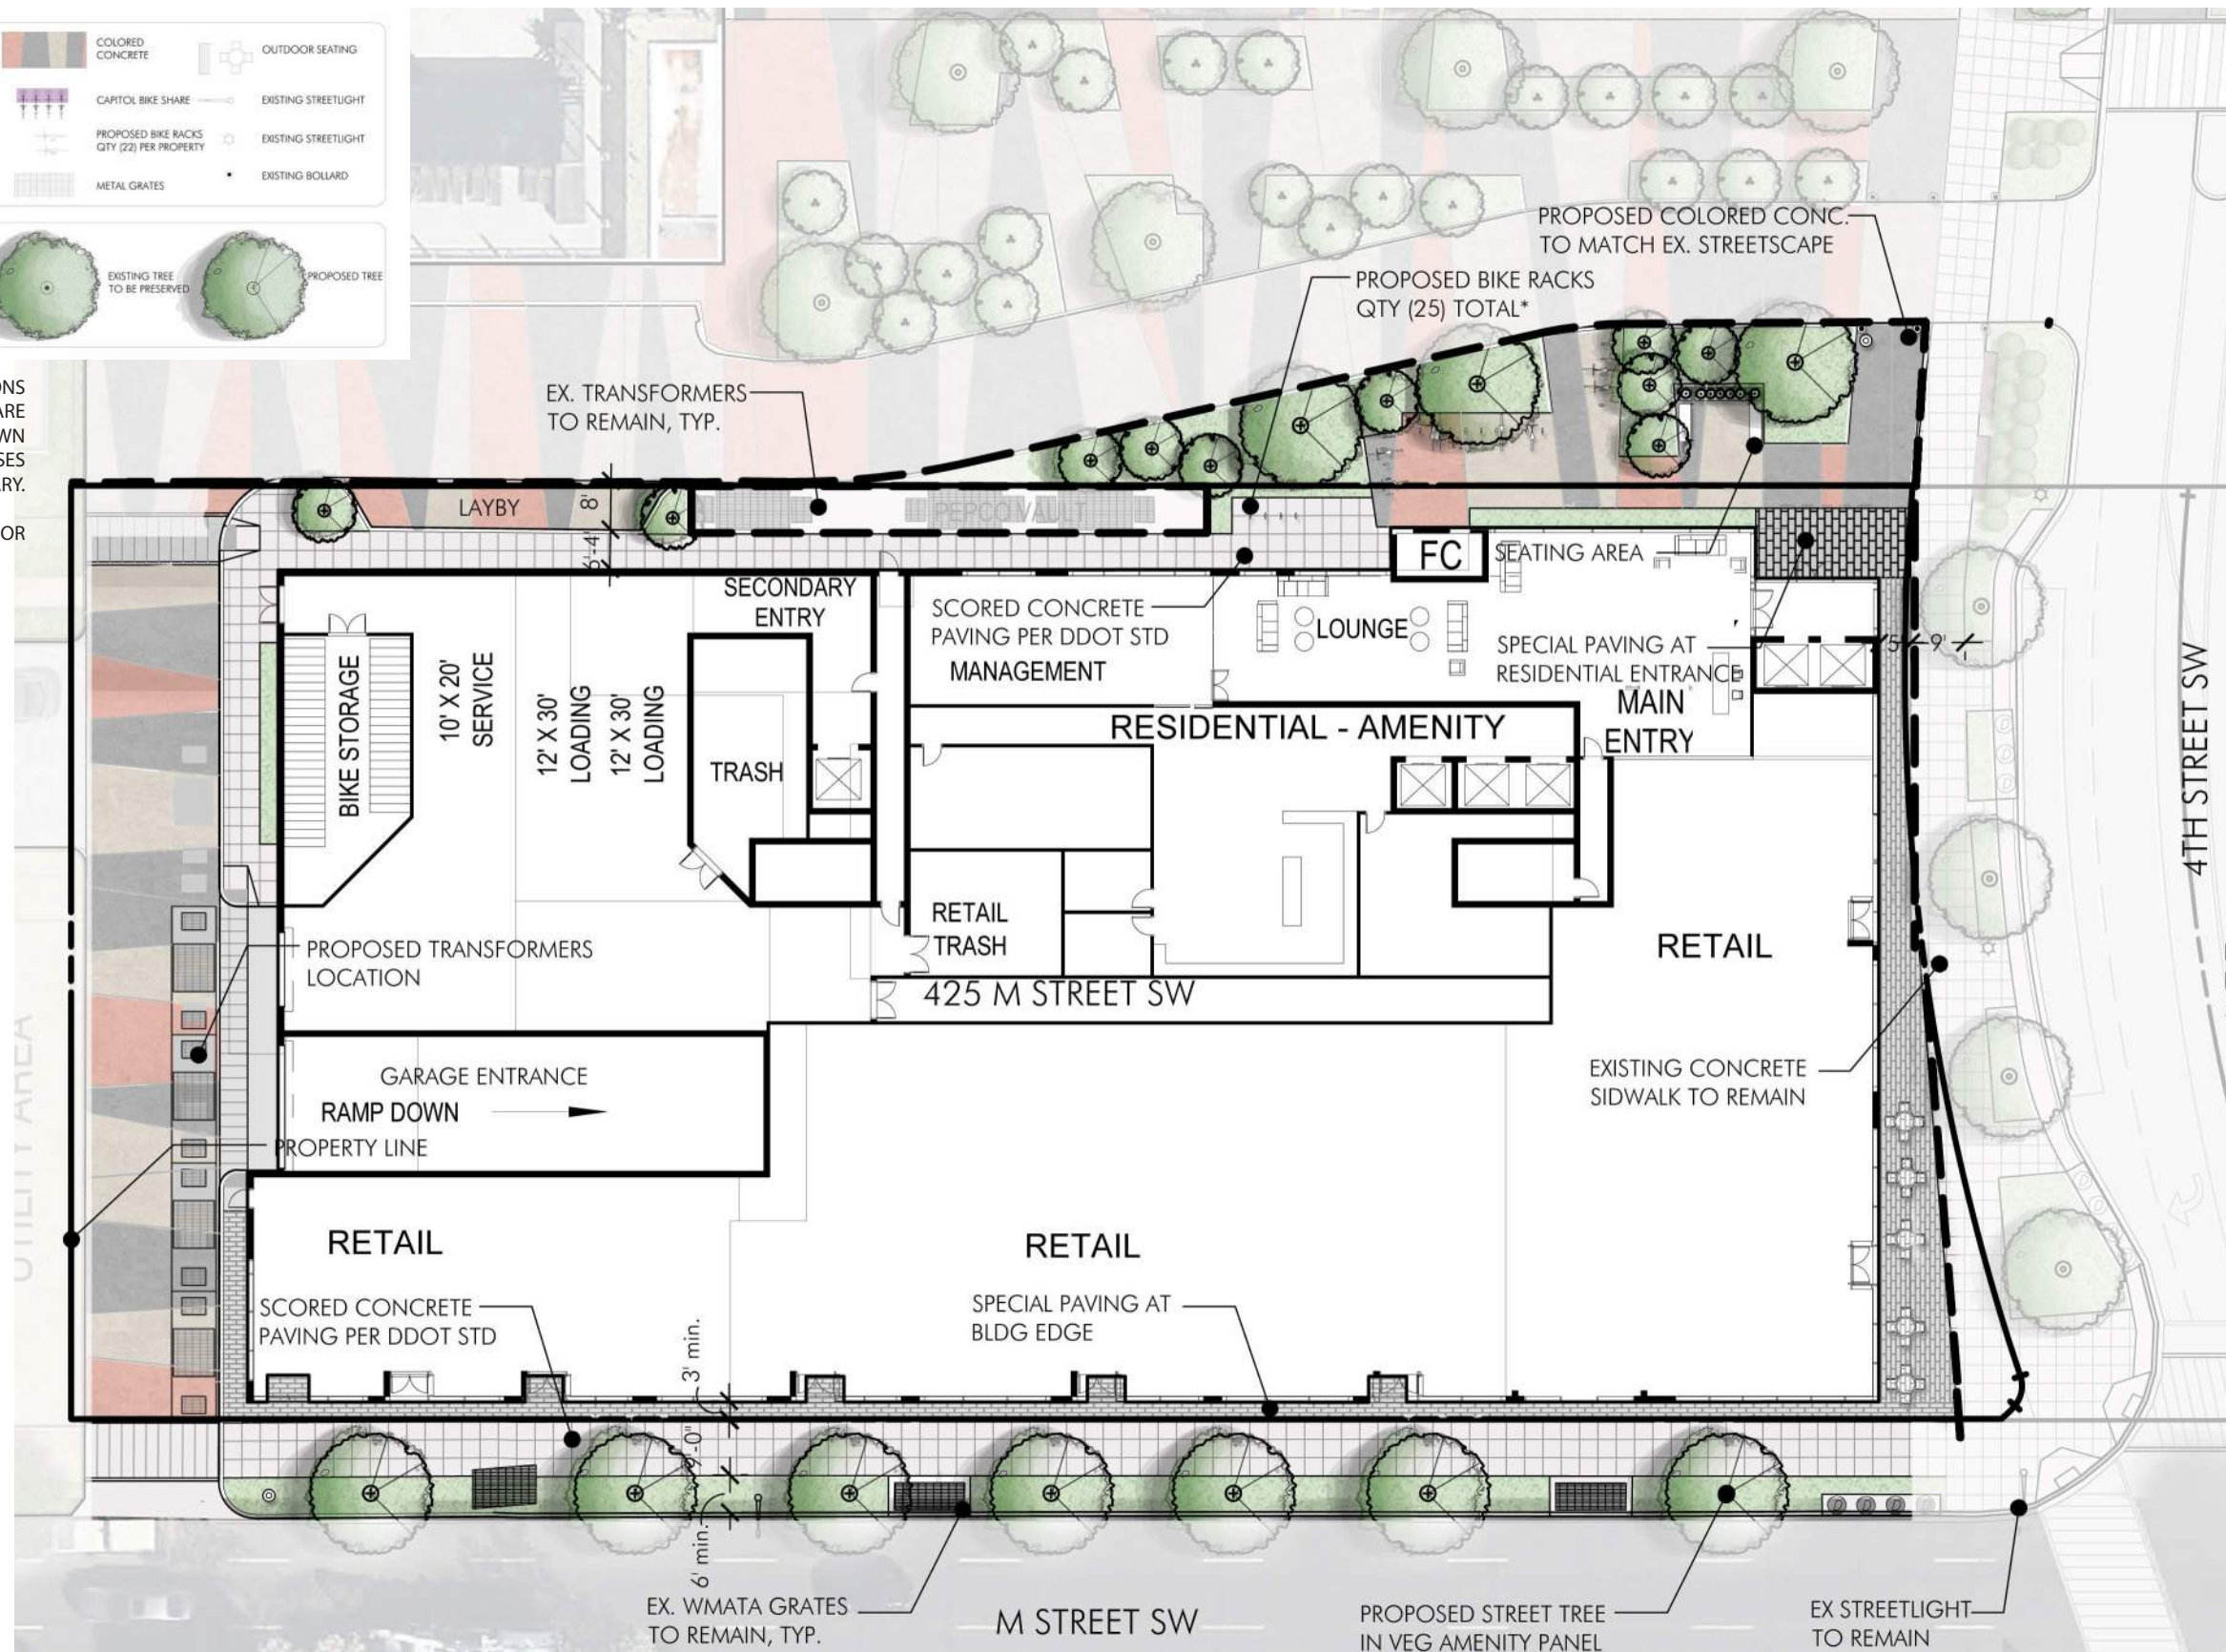 COLORED
CONCRETE
OUTDOOR SEATING
CAPITOL BIKE SHARE
EXISTING STREETLIGHT
PROPOSED BIKE RACKS
QTY (22) PER PROPERTY
EXISTING STREETLIGHT
METAL GRATES
EXISTING BOLLARD
EXISTING TREE
TO BE PRESERVED
PROPOSED TREE
ONS
ARE
WN
SES
ARY.
OR
PROPOSED COLORED CONC.
TO MATCH EX. STREETSCAPE
PROPOSED BIKE RACKS
QTY (25) TOTAL*
EX. TRANSFORMERS
TO REMAIN, TYP.
LAYBY
8'
6'-4"
PEPCO VAULT
FC
SEATING AREA
SECONDARY
ENTRY
SCORED CONCRETE
PAVING PER DDOT STD
MANAGEMENT
LOUNGE
SPECIAL PAVING AT
RESIDENTIAL ENTRANCE
5'
9'
MAIN
ENTRY
BIKE STORAGE
10' X 20'
SERVICE
12' X 30'
LOADING
12' X 30'
LOADING
TRASH
RESIDENTIAL - AMENITY
4TH STREET SW
RETAIL
TRASH
RETAIL
PROPOSED TRANSFORMERS
LOCATION
425 M STREET SW
EXISTING CONCRETE
SIDWALK TO REMAIN
GARAGE ENTRANCE
RAMP DOWN
PROPERTY LINE
UTILITY AREA
RETAIL
RETAIL
SCORED CONCRETE
PAVING PER DDOT STD
SPECIAL PAVING AT
BLDG EDGE
3' min.
9'-0"
6' min.
EX. WMATA GRATES
TO REMAIN, TYP.
M STREET SW
PROPOSED STREET TREE
IN VEG AMENITY PANEL
EX STREETLIGHT
TO REMAIN